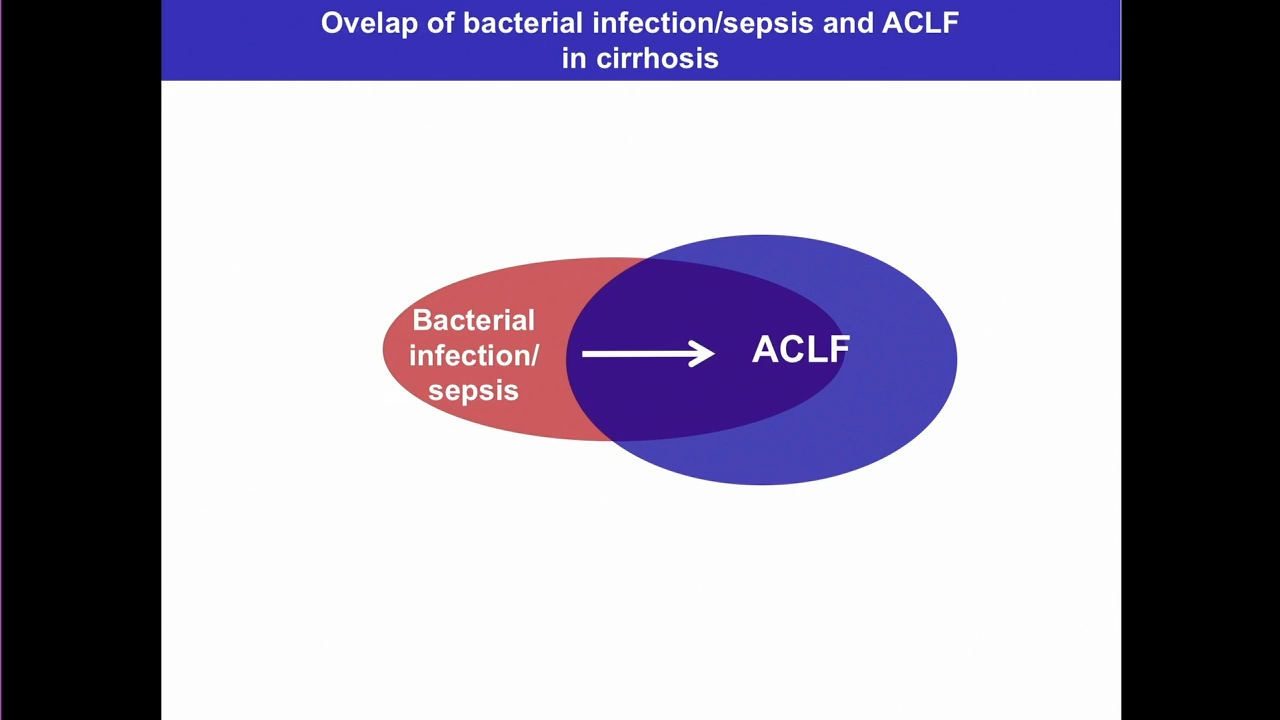 Ovelap of bacterial infection/sepsis and ACLF
in cirrhosis
Bacterial
infection/
sepsis
ACLF